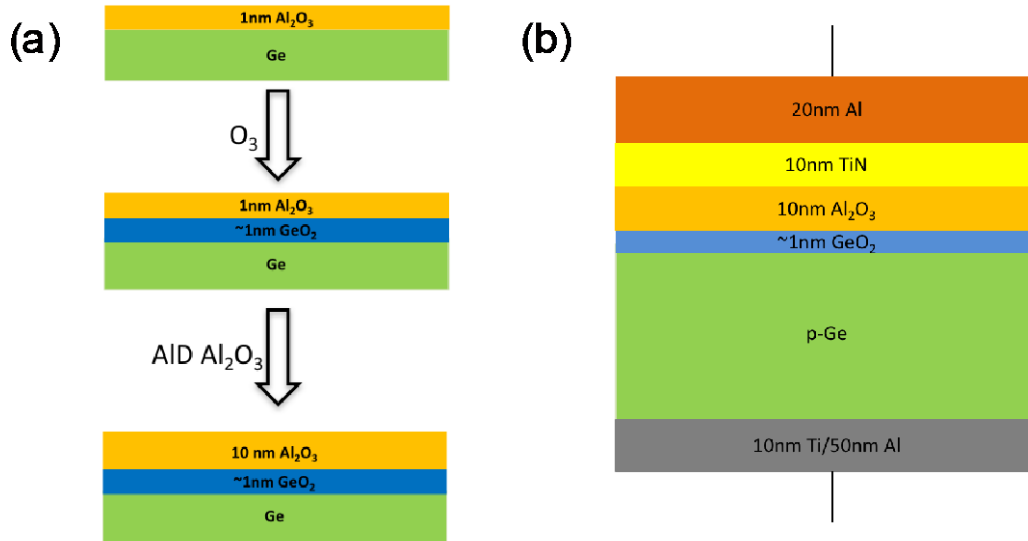 (a)
1nm Al₂O₃
Ge
O₃
1nm Al₂O₃
~1nm GeO₂
Ge
AlD Al₂O₃
10 nm Al₂O₃
~1nm GeO₂
Ge
(b)
20nm Al
10nm TiN
10nm Al₂O₃
~1nm GeO₂
p-Ge
10nm Ti/50nm Al